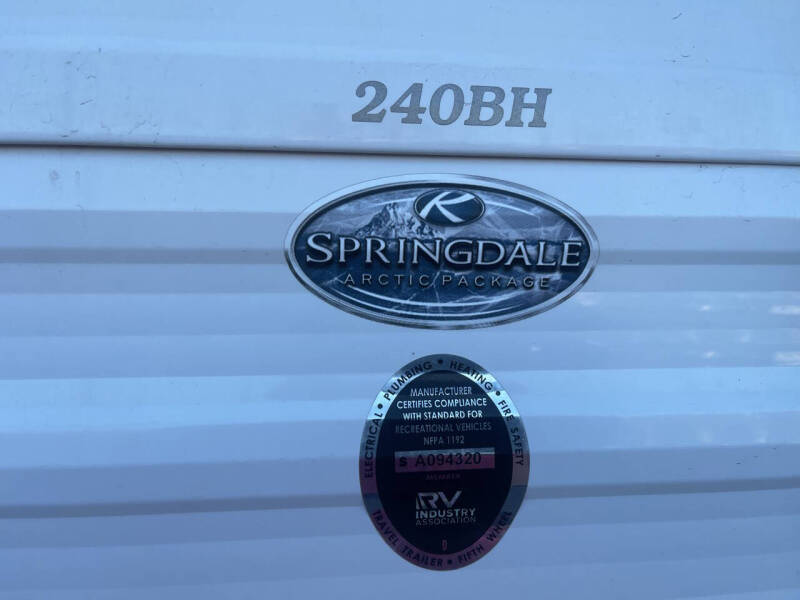 240BH
K
SPRINGDALE
ARCTIC PACKAGE
ELECTRICAL • PLUMBING • HEATING • FIRE SAFETY
MANUFACTURER
CERTIFIES COMPLIANCE
WITH STANDARD FOR
RECREATIONAL VEHICLES
NFPA 1192
S A094320
MEMBER
RV
INDUSTRY
ASSOCIATION
TRAVEL TRAILER • FIFTH WHEEL